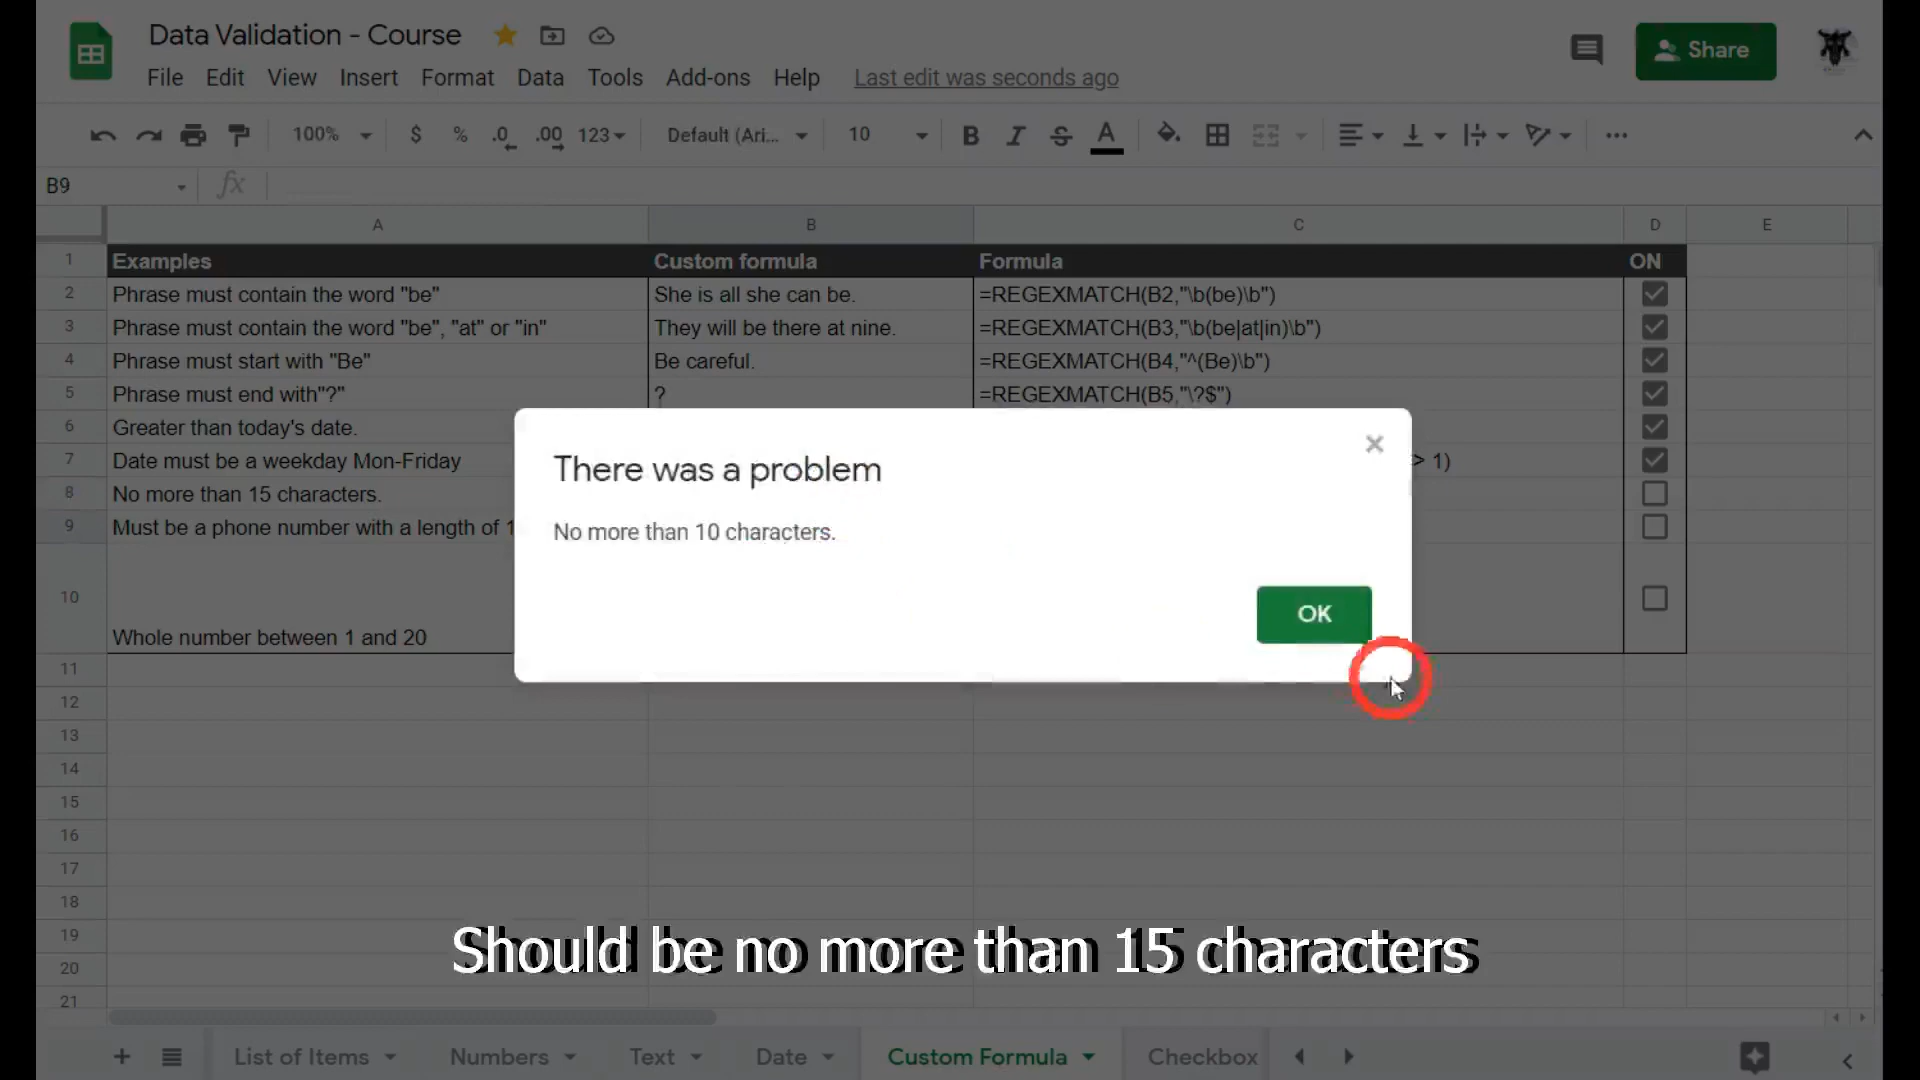 Data Validation - Course
Share
File Edit View Insert Format Data Tools Add-ons Help Last edit was seconds ago
100% $ % .0 .00 123 Default (Ari... 10 B I S A
B9 fx
A B C D E
1 Examples Custom formula Formula ON
2 Phrase must contain the word "be" She is all she can be. =REGEXMATCH(B2,"\b(be)\b")
3 Phrase must contain the word "be", "at" or "in" They will be there at nine. =REGEXMATCH(B3,"\b(be|at|in)\b")
4 Phrase must start with "Be" Be careful. =REGEXMATCH(B4,"^(Be)\b")
5 Phrase must end with"?" ? =REGEXMATCH(B5,"\?$")
6 Greater than today's date.
7 Date must be a weekday Mon-Friday > 1)
8 No more than 15 characters.
9 Must be a phone number with a length of 1
10 Whole number between 1 and 20
There was a problem
No more than 10 characters.
OK
11
12
13
14
15
16
17
18
19
20
21
Should be no more than 15 characters
List of Items Numbers Text Date Custom Formula Checkbox